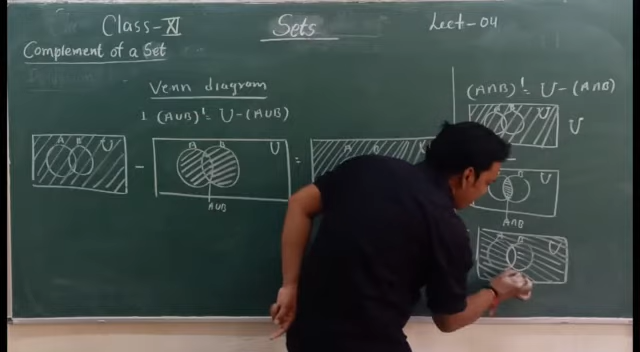 Class-XI Sets Lect-04
Complement of a Set
Venn diagram
1 (A∪B)' = U-(A∪B)
A B U - A B U = A B
A∪B
(A∩B)' = U-(A∩B)
A B U U
B U
A∩B
A B U